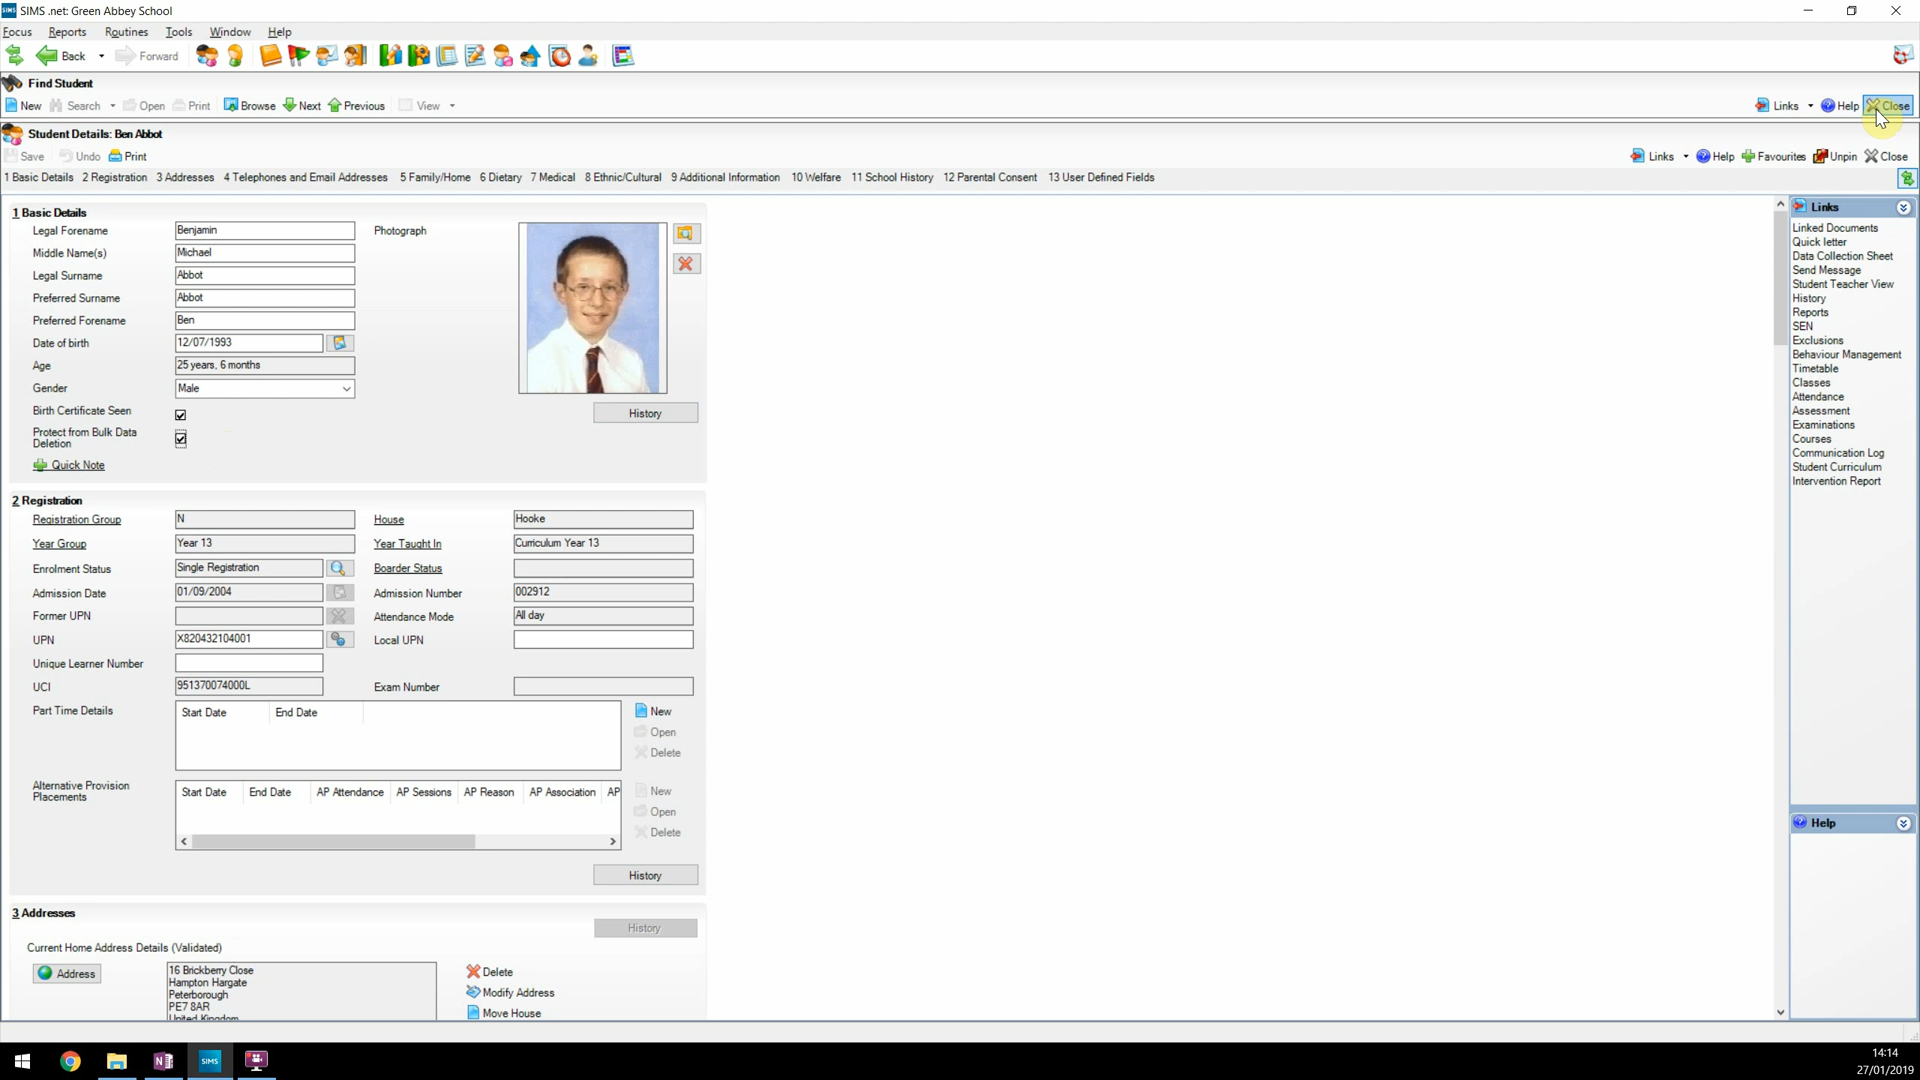 SIMS .net: Green Abbey School
Focus Reports Routines Tools Window Help
Back Forward
Find Student
New Search Open Print Browse Next Previous View Links Help Close
Student Details: Ben Abbot
Save Undo Print Links Help Favourites Unpin Close
1 Basic Details 2 Registration 3 Addresses 4 Telephones and Email Addresses 5 Family/Home 6 Dietary 7 Medical 8 Ethnic/Cultural 9 Additional Information 10 Welfare 11 School History 12 Parental Consent 13 User Defined Fields
1 Basic Details
Legal Forename Benjamin Photograph
Middle Name(s) Michael
Legal Surname Abbot
Preferred Surname Abbot
Preferred Forename Ben
Date of birth 12/07/1993
Age 25 years, 6 months
Gender Male
Birth Certificate Seen
History
Protect from Bulk Data
Deletion
Quick Note
2 Registration
Registration Group N House Hooke
Year Group Year 13 Year Taught In Curriculum Year 13
Enrolment Status Single Registration Boarder Status
Admission Date 01/09/2004 Admission Number 002912
Former UPN Attendance Mode All day
UPN X820432104001 Local UPN
Unique Learner Number
UCI 951370074000L Exam Number
Part Time Details Start Date End Date New
Open
Delete
Alternative Provision
Placements
Start Date End Date AP Attendance AP Sessions AP Reason AP Association AP
New
Open
Delete
History
3 Addresses
History
Current Home Address Details (Validated)
Address
16 Brickberry Close
Hampton Hargate
Peterborough
PE7 8AR
United Kingdom
Delete
Modify Address
Move House
Links
Linked Documents
Quick letter
Data Collection Sheet
Send Message
Student Teacher View
History
Reports
SEN
Exclusions
Behaviour Management
Timetable
Classes
Attendance
Assessment
Examinations
Courses
Communication Log
Student Curriculum
Intervention Report
Help
SIMS
14:14
27/01/2019